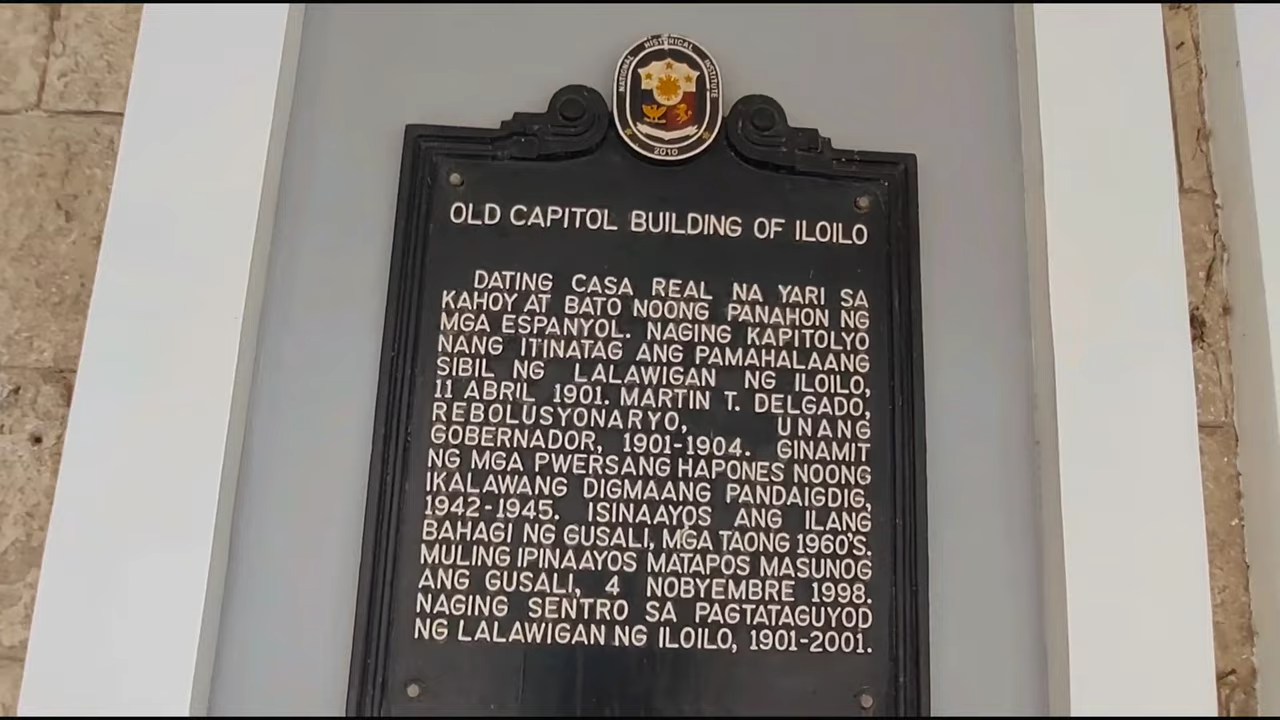 NATIONAL HISTORICAL INSTITUTE
2010
OLD CAPITOL BUILDING OF ILOILO
DATING CASA REAL NA YARI SA
KAHOY AT BATO NOONG PANAHON NG
MGA ESPANYOL. NAGING KAPITOLYO
NANG ITINATAG ANG PAMAHALAANG
SIBIL NG LALAWIGAN NG ILOILO,
11 ABRIL 1901. MARTIN T. DELGADO,
REBOLUSYONARYO, UNANG
GOBERNADOR, 1901-1904. GINAMIT
NG MGA PWERSANG HAPONES NOONG
IKALAWANG DIGMAANG PANDAIGDIG,
1942-1945. ISINAAYOS ANG ILANG
BAHAGI NG GUSALI, MGA TAONG 1960'S.
MULING IPINAAYOS MATAPOS MASUNOG
ANG GUSALI, 4 NOBYEMBRE 1998.
NAGING SENTRO SA PAGTATAGUYOD
NG LALAWIGAN NG ILOILO, 1901-2001.